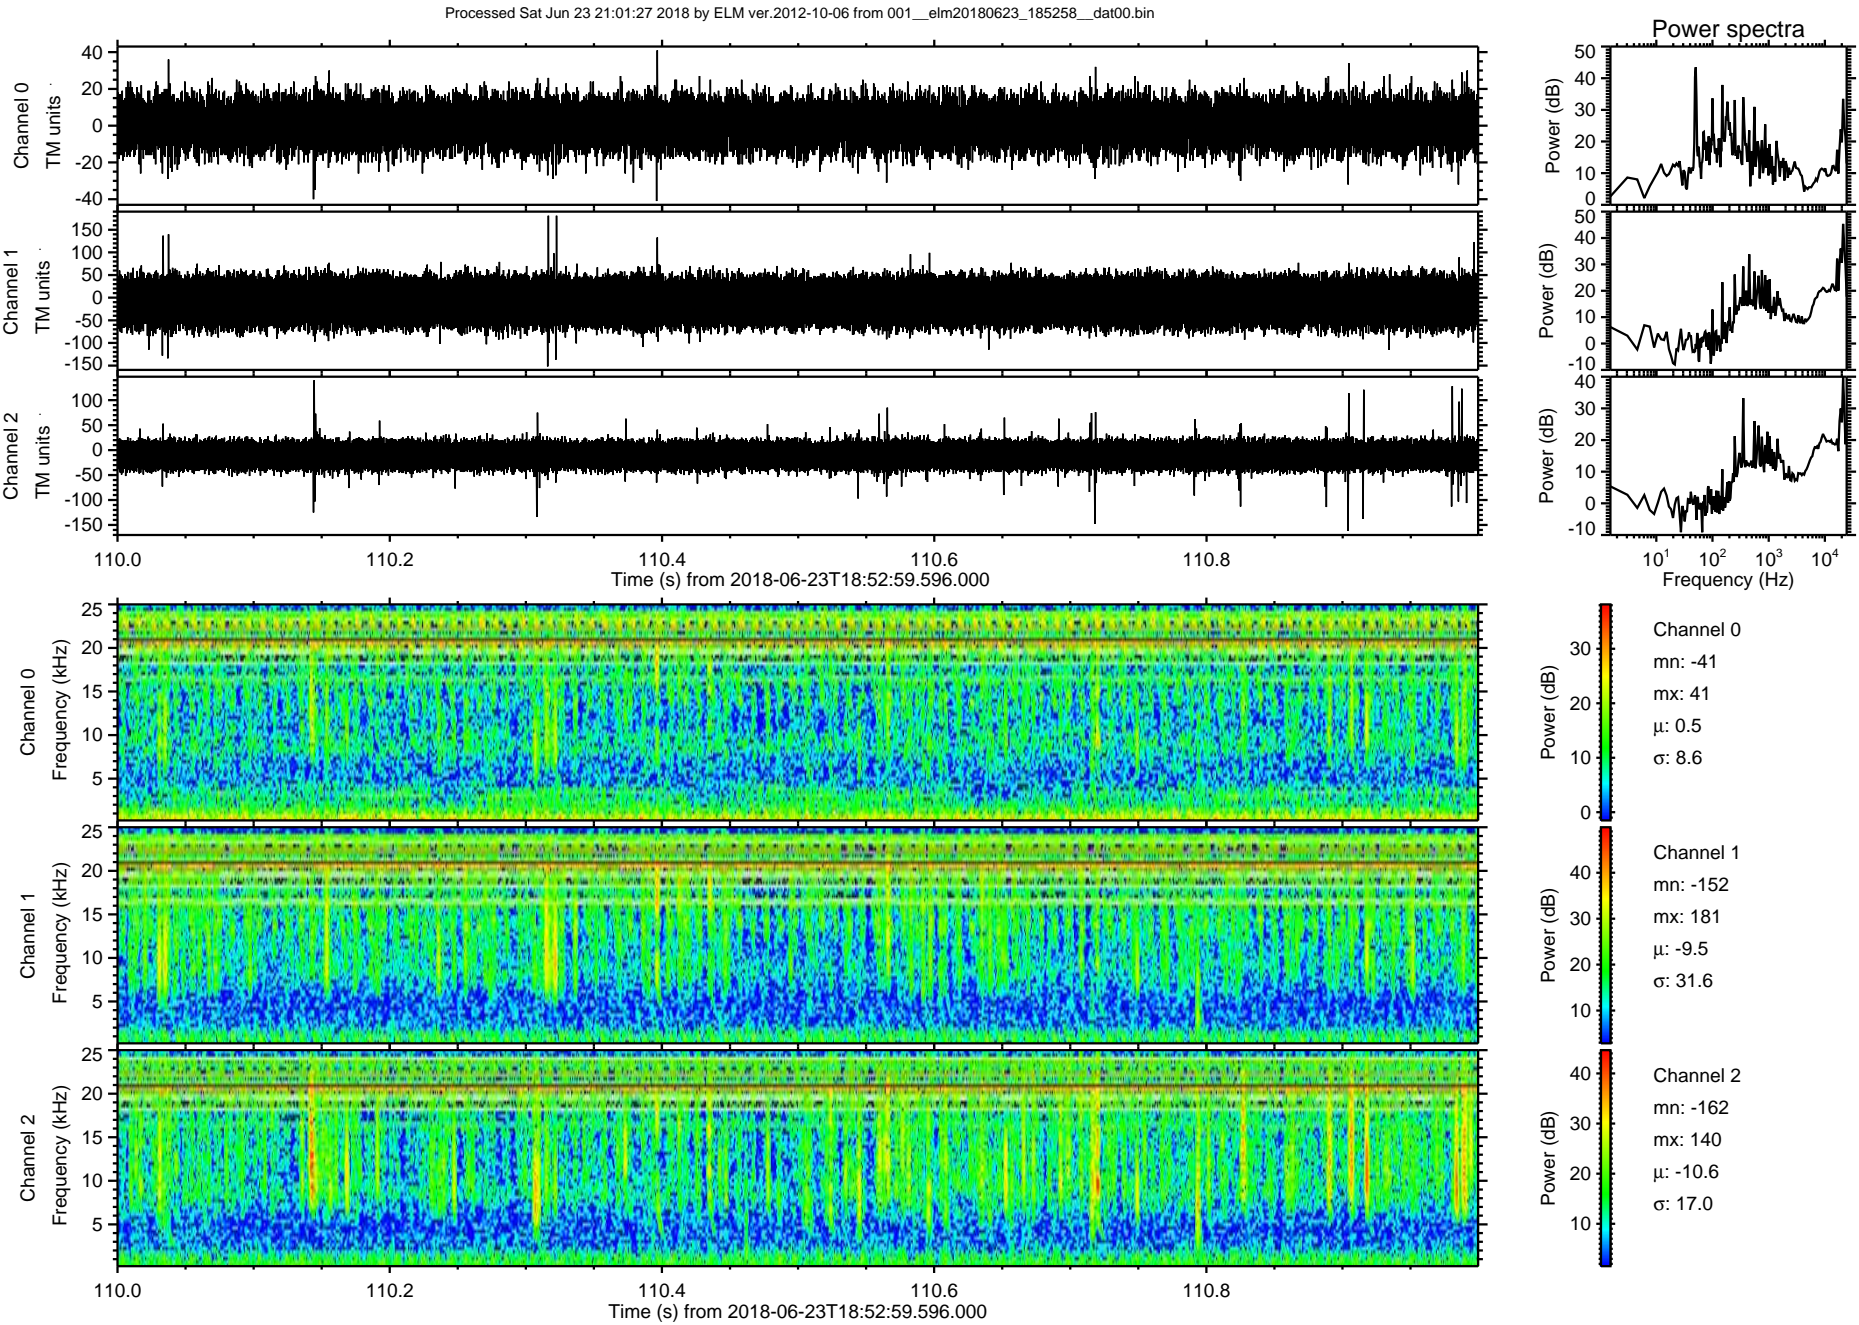 Processed Sat Jun 23 21:01:27 2018 by ELM ver.2012-10-06 from 001__elm20180623_185258__dat00.bin
Power spectra
Channel 0
TM units
40
20
0
-20
-40
Power (dB)
50
40
30
20
10
0
Channel 1
TM units
150
100
50
0
-50
-100
-150
Power (dB)
50
40
30
20
10
0
-10
Channel 2
TM units
100
50
0
-50
-100
-150
Power (dB)
40
30
20
10
0
-10
110.0 110.2 110.4 110.6 110.8
Time (s) from 2018-06-23T18:52:59.596.000
10^1 10^2 10^3 10^4
Frequency (Hz)
Channel 0
Frequency (kHz)
25
20
15
10
5
Power (dB)
30
20
10
0
Channel 0
mn: -41
mx: 41
μ: 0.5
σ: 8.6
Channel 1
Frequency (kHz)
25
20
15
10
5
Power (dB)
40
30
20
10
Channel 1
mn: -152
mx: 181
μ: -9.5
σ: 31.6
Channel 2
Frequency (kHz)
25
20
15
10
5
Power (dB)
40
30
20
10
Channel 2
mn: -162
mx: 140
μ: -10.6
σ: 17.0
110.0 110.2 110.4 110.6 110.8
Time (s) from 2018-06-23T18:52:59.596.000